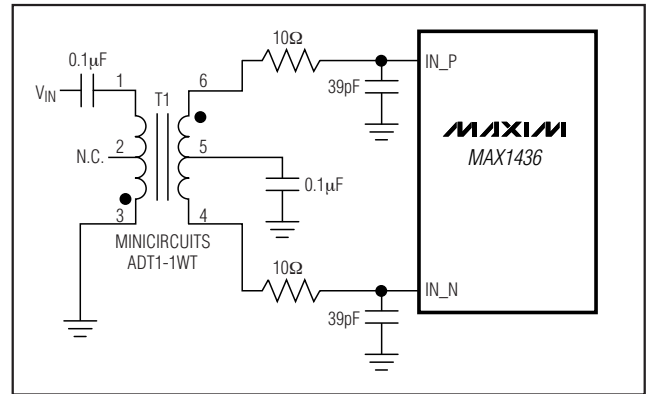 10Ω
0.1μF
V_IN
1
T1
6
39pF
IN_P
MAXIM
MAX1436
N.C.
2
5
0.1μF
3
4
MINICIRCUITS
ADT1-1WT
10Ω
39pF
IN_N